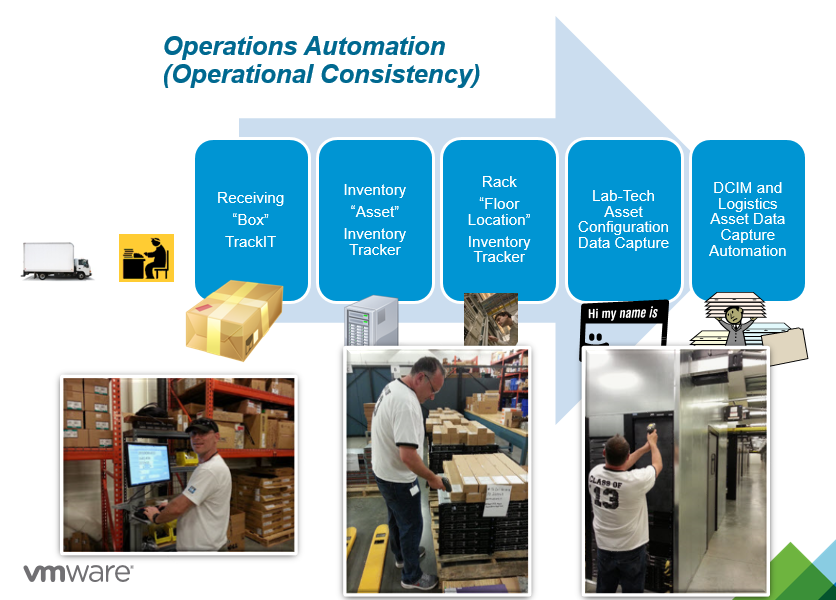 Operations Automation
(Operational Consistency)
Receiving
“Box”
TrackIT
Inventory
“Asset”
Inventory
Tracker
Rack
“Floor
Location”
Inventory
Tracker
Lab-Tech
Asset
Configuration
Data Capture
DCIM and
Logistics
Asset Data
Capture
Automation
Hi my name is
CLASS OF
13
vmware